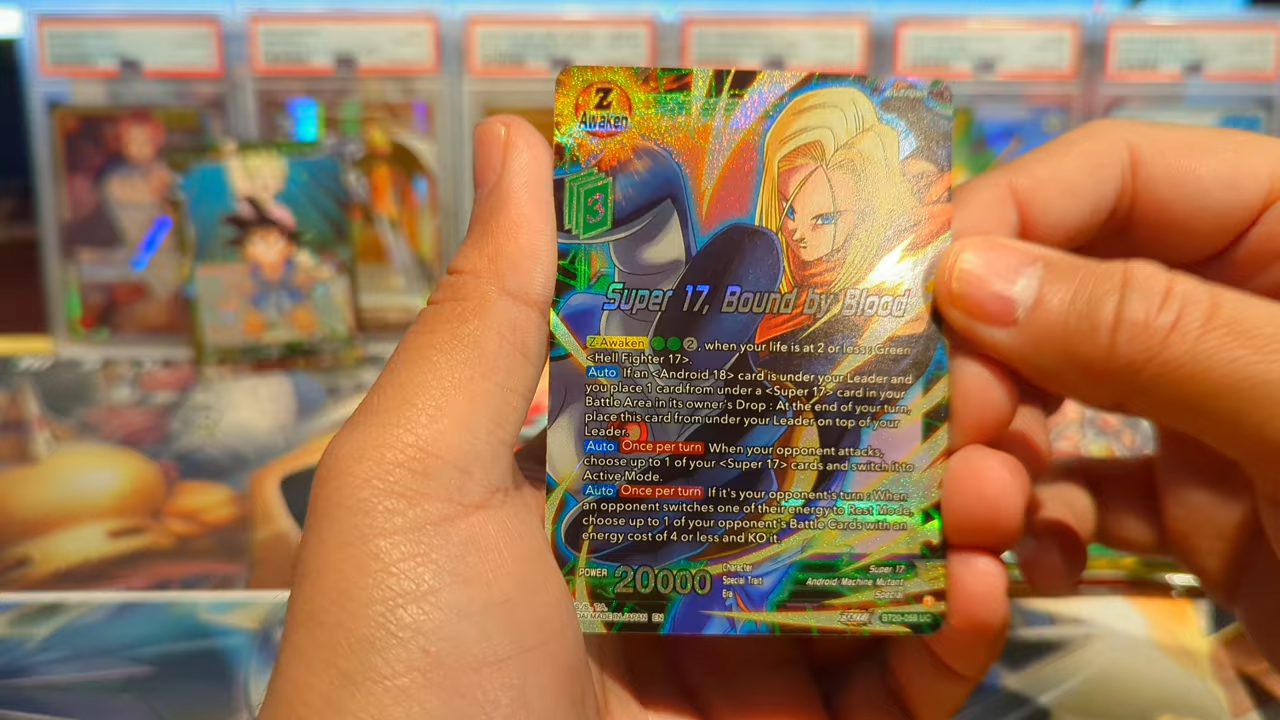 Z
Awaken
3
Super 17, Bound by Blood
Z-Awaken 2, when your life is at 2 or less: Green
<Hell Fighter 17>.
Auto If an <Android 18> card is under your Leader and
you place 1 card from under a <Super 17> card in your
Battle Area in its owner's Drop : At the end of your turn,
place this card from under your Leader on top of your
Leader.
Auto Once per turn When your opponent attacks,
choose up to 1 of your <Super 17> cards and switch it to
Active Mode.
Auto Once per turn If it's your opponent's turn : When
an opponent switches one of their energy to Rest Mode,
choose up to 1 of your opponent's Battle Cards with an
energy cost of 4 or less and KO it.
POWER 20000
Character Super 17
Special Trait Android/Machine Mutant
Era Special
MADE IN JAPAN EN
BT20-058 UC